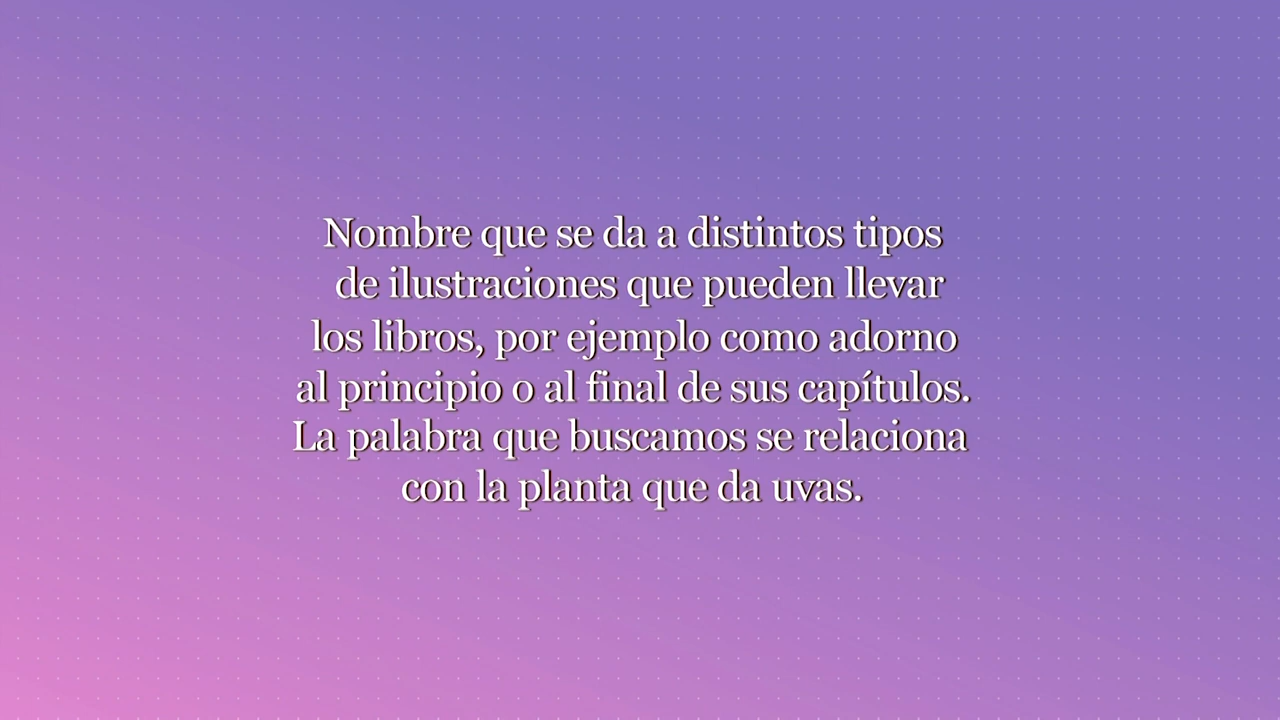 Nombre que se da a distintos tipos
de ilustraciones que pueden llevar
los libros, por ejemplo como adorno
al principio o al final de sus capítulos.
La palabra que buscamos se relaciona
con la planta que da uvas.